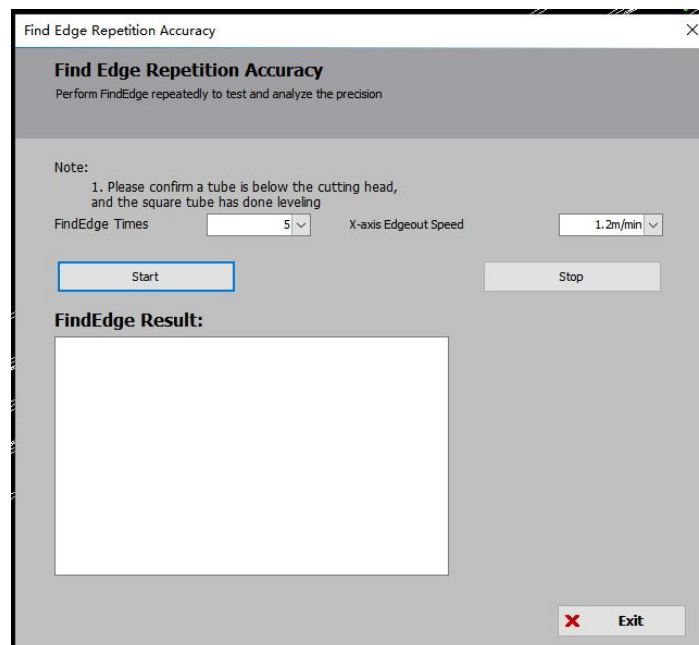 Find Edge Repetition Accuracy
Find Edge Repetition Accuracy
Perform FindEdge repeatedly to test and analyze the precision
Note:
1. Please confirm a tube is below the cutting head,
and the square tube has done leveling
FindEdge Times 5 X-axis Edgeout Speed 1.2m/min
Start Stop
FindEdge Result:
Exit